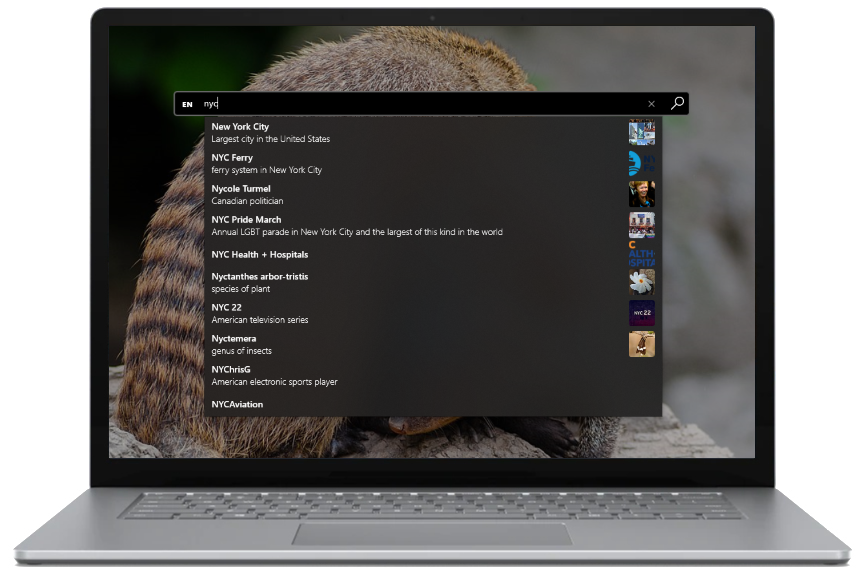 EN nyc
New York City
Largest city in the United States
NYC Ferry
ferry system in New York City
Nycole Turmel
Canadian politician
NYC Pride March
Annual LGBT parade in New York City and the largest of this kind in the world
NYC Health + Hospitals
Nyctanthes arbor-tristis
species of plant
NYC 22
NYC 22
American television series
Nyctemera
genus of insects
NYChrisG
American electronic sports player
NYCAviation